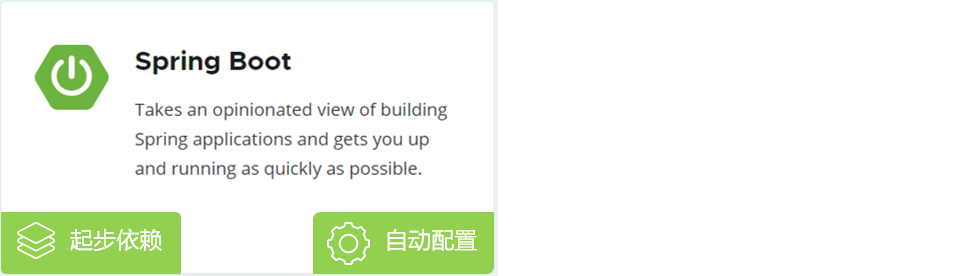 Spring Boot
Takes an opinionated view of building
Spring applications and gets you up
and running as quickly as possible.
起步依赖
自动配置